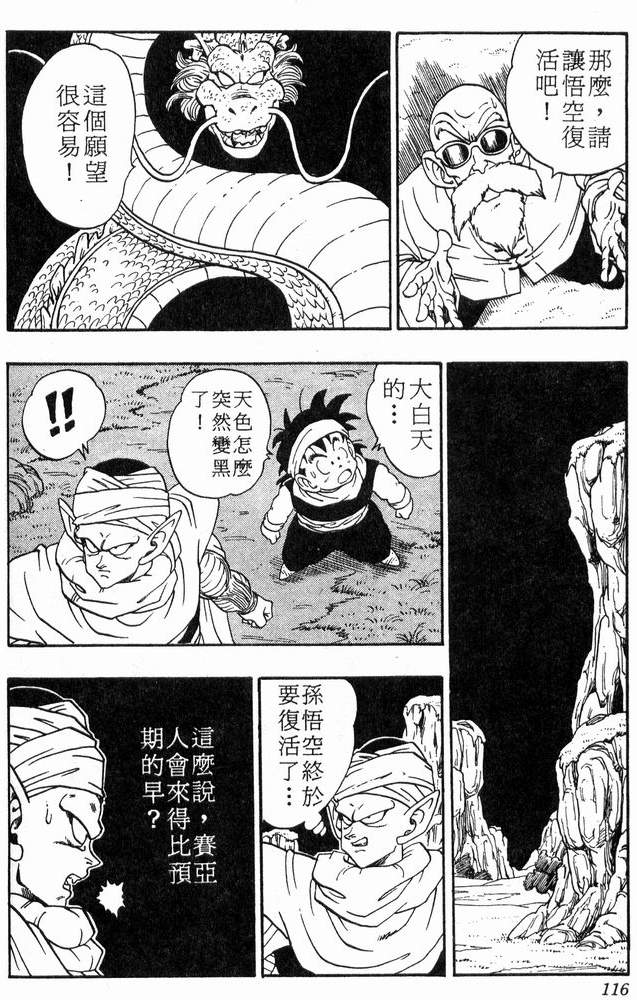 那麼，請
讓悟空復
活吧！
這個願望
很容易！
大白天
的…
天色怎麼
突然變黑
了！
!!
孫悟空終於
要復活了…
這麼說，賽亞
人會來得比預
期的早？
116